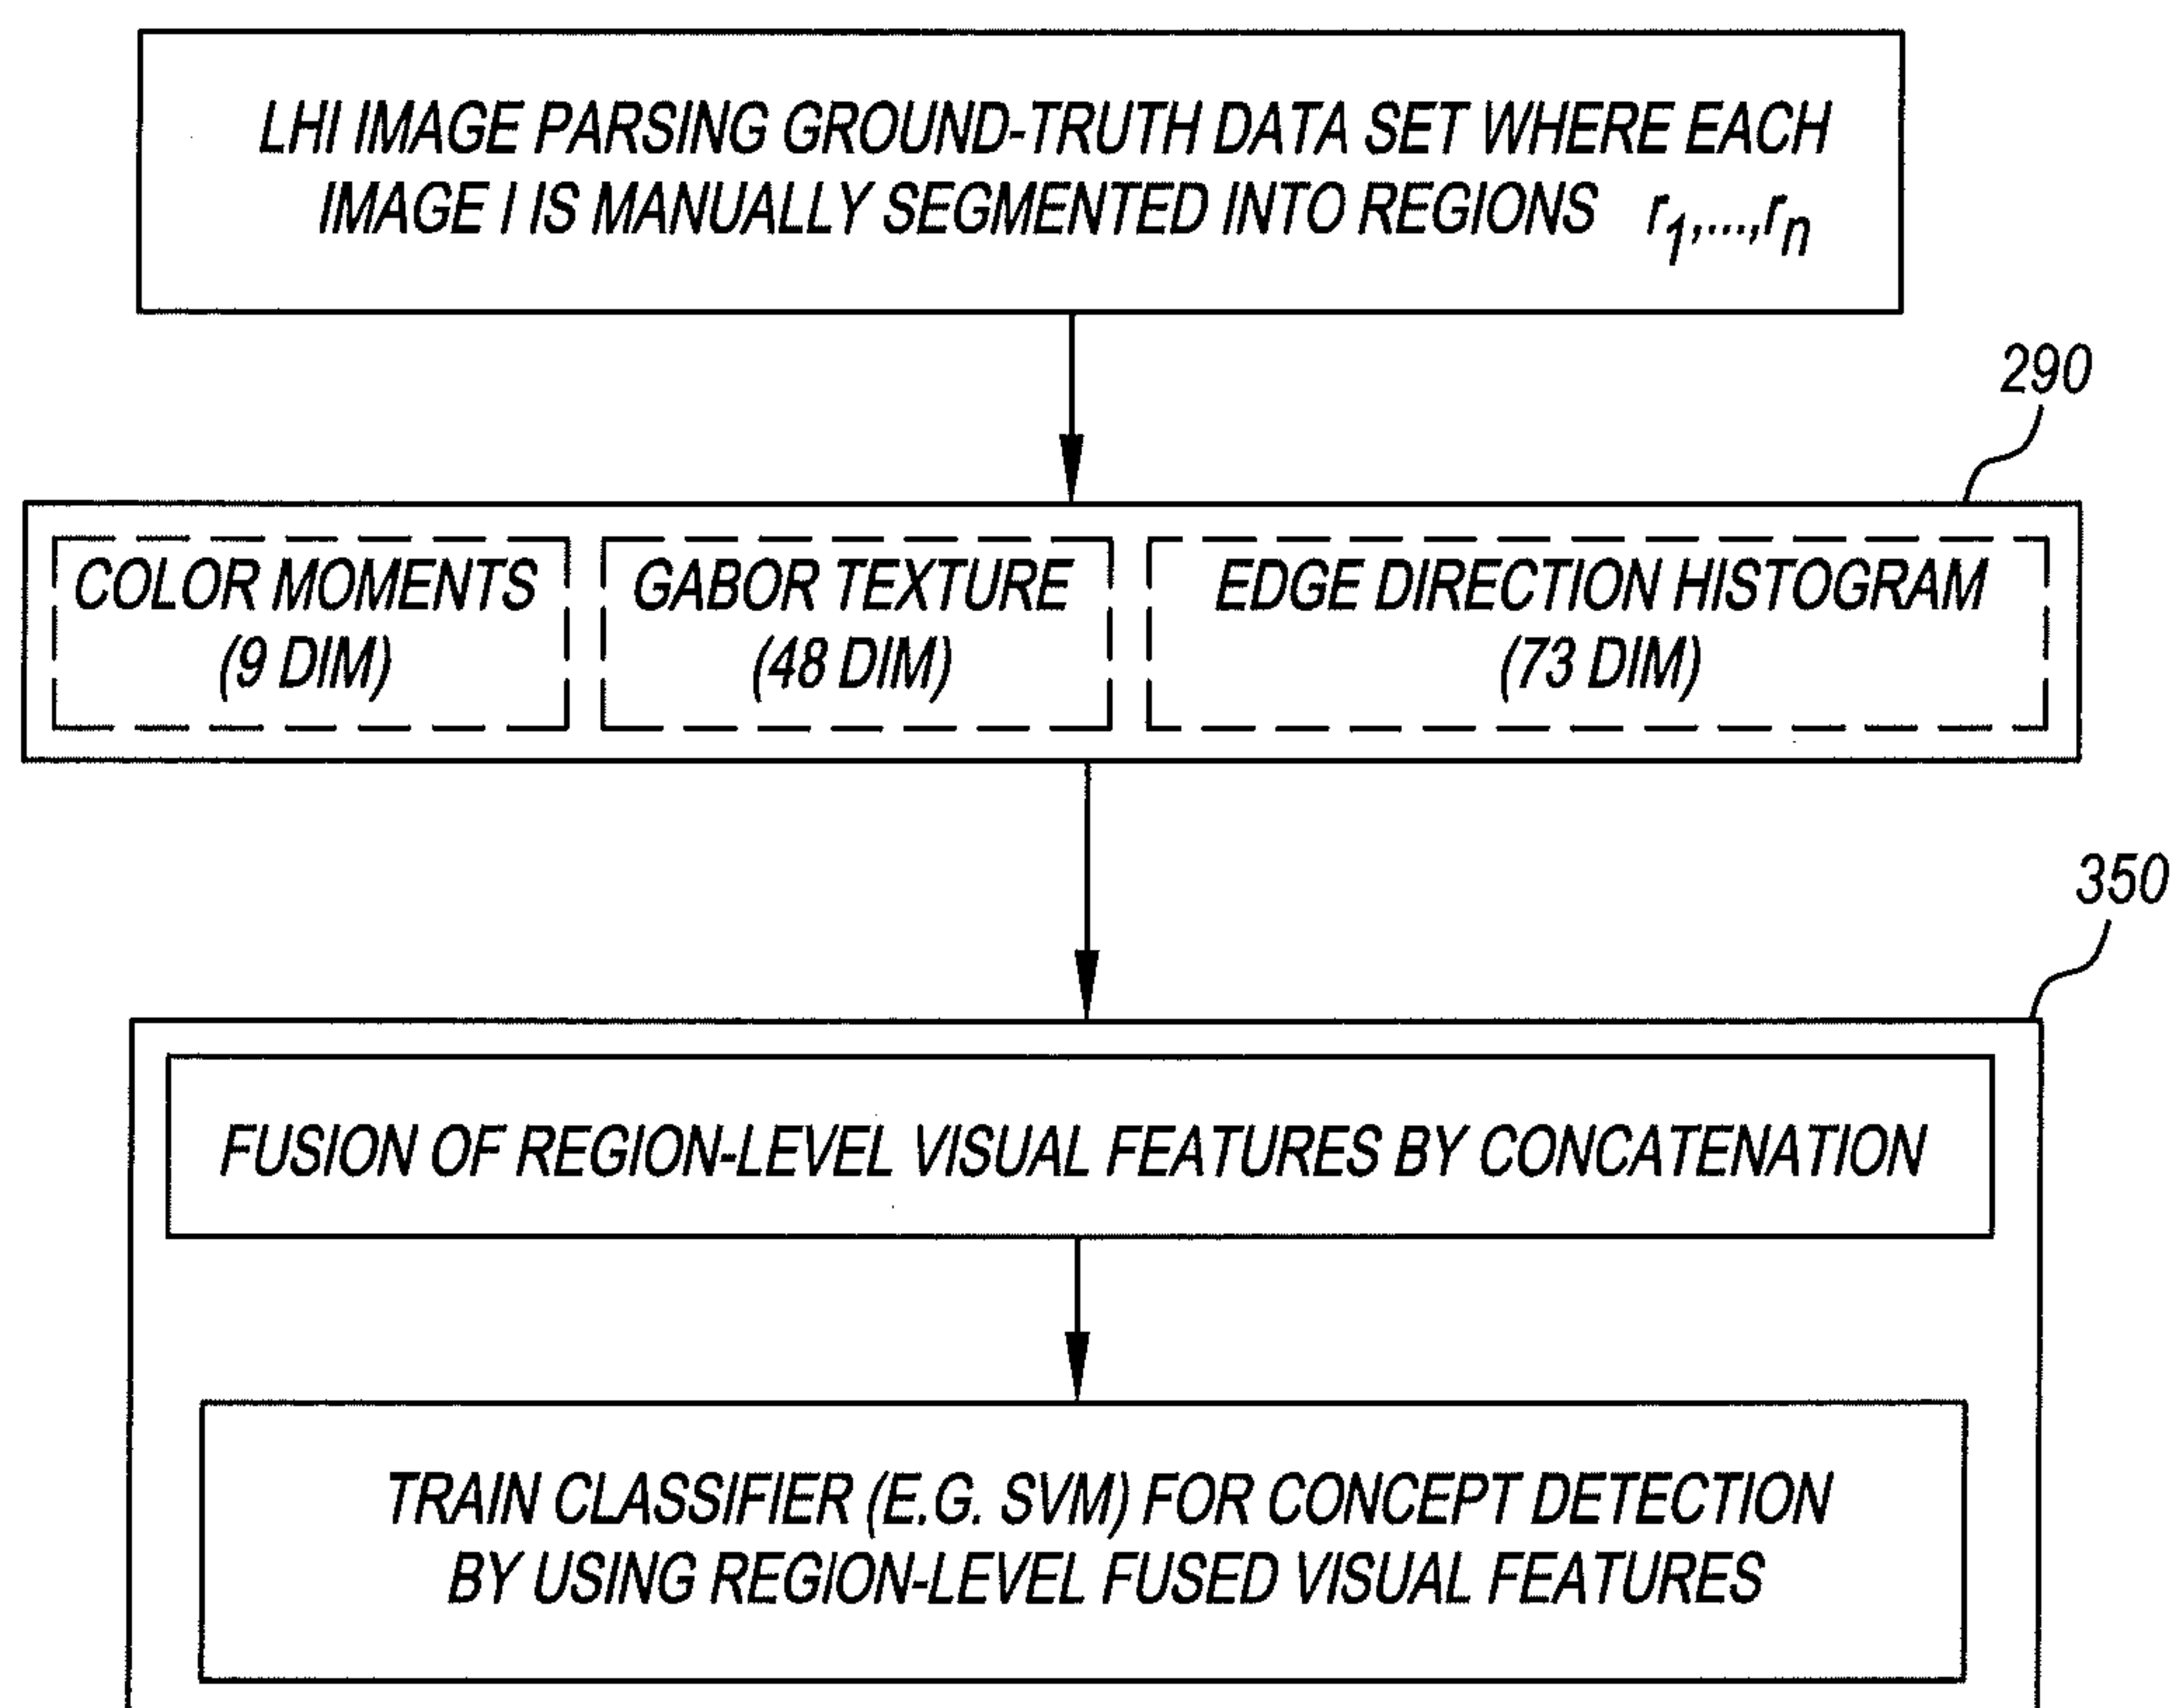 LHI IMAGE PARSING GROUND-TRUTH DATA SET WHERE EACH
IMAGE I IS MANUALLY SEGMENTED INTO REGIONS r1,...,rn
290
COLOR MOMENTS
(9 DIM)
GABOR TEXTURE
(48 DIM)
EDGE DIRECTION HISTOGRAM
(73 DIM)
350
FUSION OF REGION-LEVEL VISUAL FEATURES BY CONCATENATION
TRAIN CLASSIFIER (E.G. SVM) FOR CONCEPT DETECTION
BY USING REGION-LEVEL FUSED VISUAL FEATURES